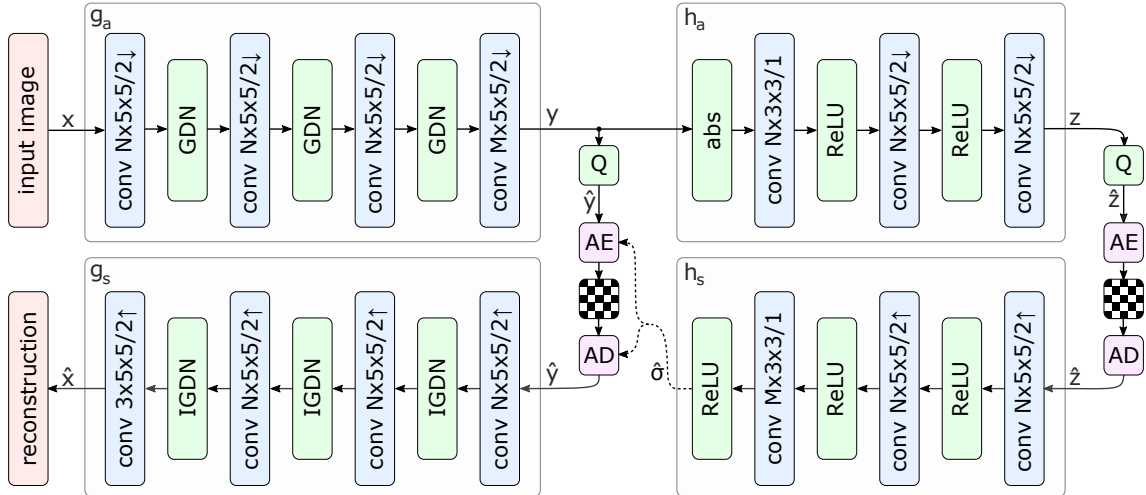 g_a
input image
x
conv Nx5x5/2↓
GDN
conv Nx5x5/2↓
GDN
conv Nx5x5/2↓
GDN
conv Mx5x5/2↓
y
Q
ŷ
AE
AD
h_a
abs
conv Nx3x3/1
ReLU
conv Nx5x5/2↓
ReLU
conv Nx5x5/2↓
z
Q
ẑ
AE
AD
g_s
reconstruction
x̂
conv 3x5x5/2↑
IGDN
conv Nx5x5/2↑
IGDN
conv Nx5x5/2↑
IGDN
conv Nx5x5/2↑
ŷ
σ̂
h_s
ReLU
conv Mx3x3/1
ReLU
conv Nx5x5/2↑
ReLU
conv Nx5x5/2↑
ẑ